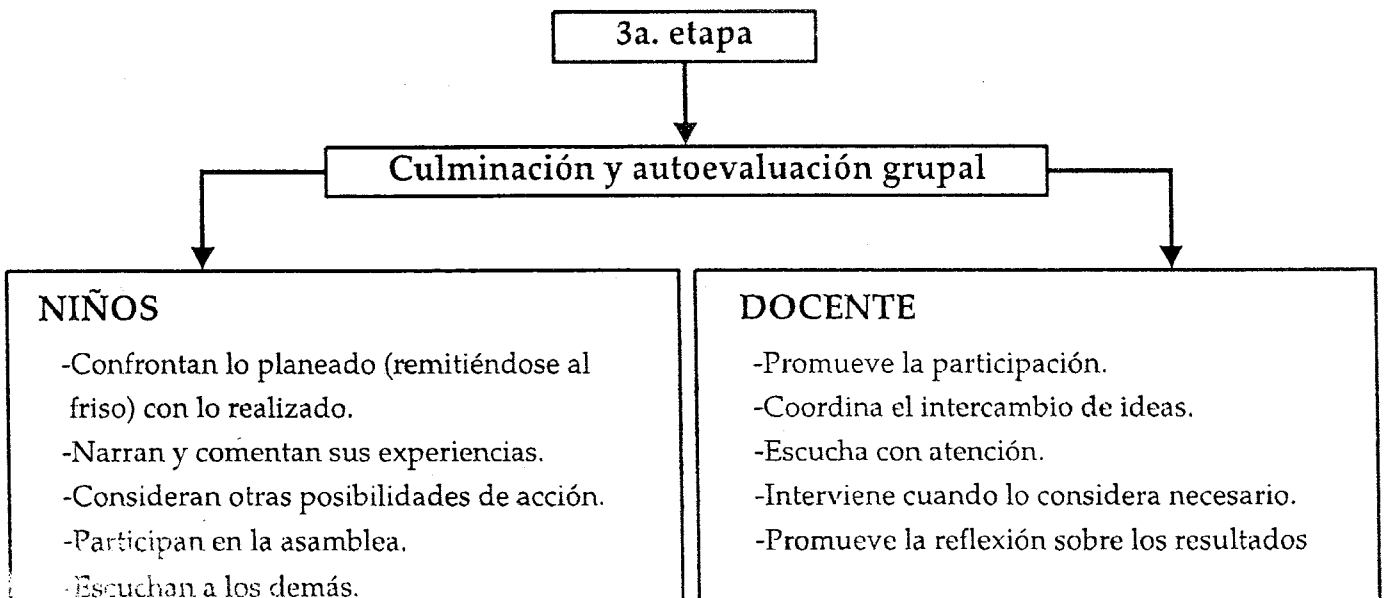 3a. etapa
Culminación y autoevaluación grupal
NIÑOS
-Confrontan lo planeado (remitiéndose al
friso) con lo realizado.
-Narran y comentan sus experiencias.
-Consideran otras posibilidades de acción.
-Participan en la asamblea.
-Escuchan a los demás.
DOCENTE
-Promueve la participación.
-Coordina el intercambio de ideas.
-Escucha con atención.
-Interviene cuando lo considera necesario.
-Promueve la reflexión sobre los resultados